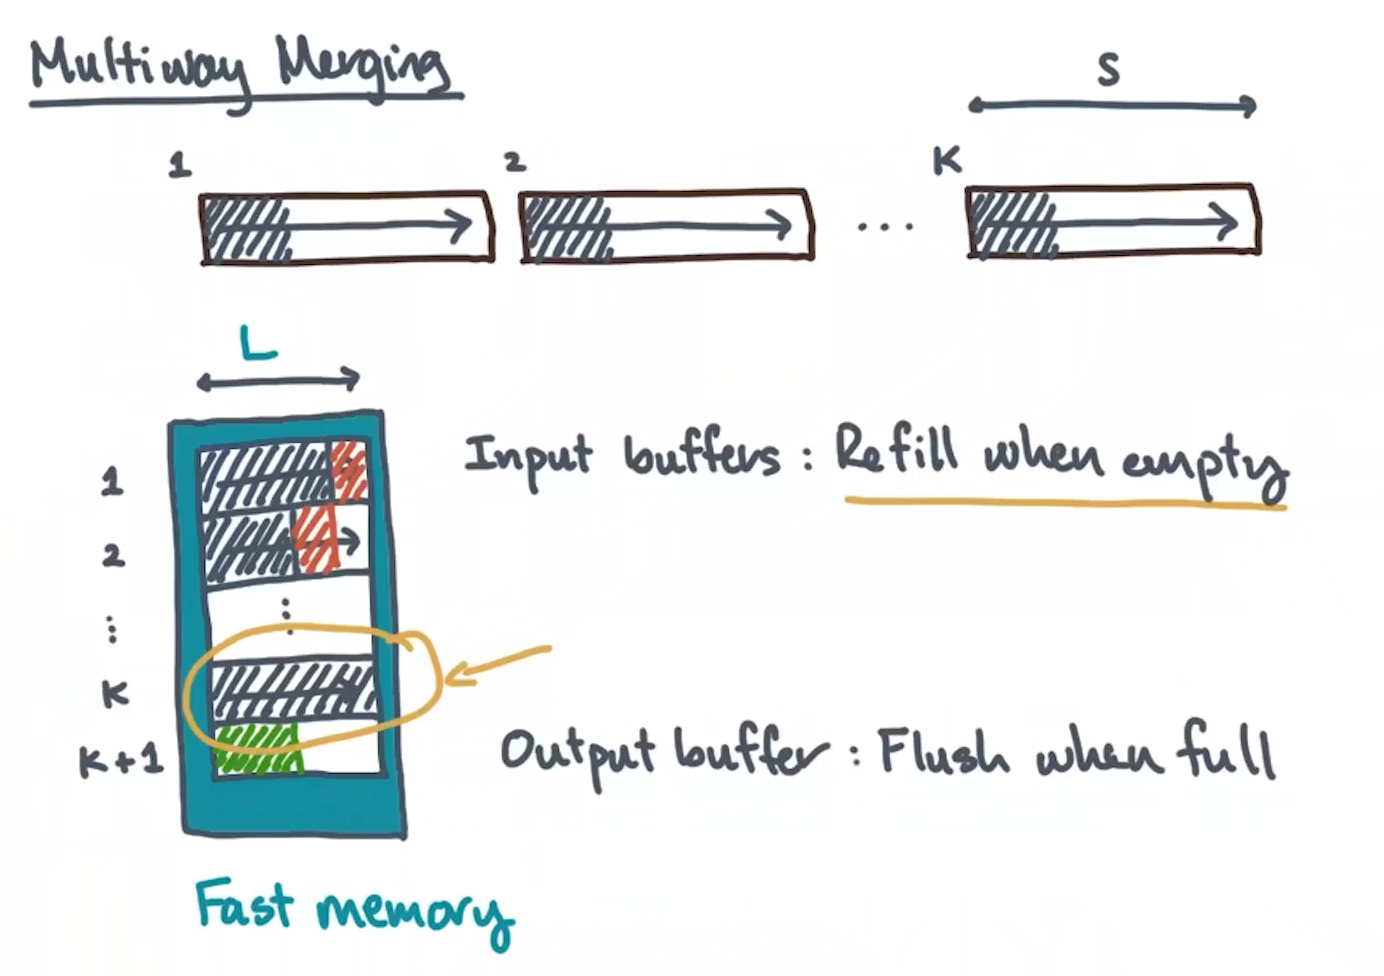 Multiway Merging
S
1 2 ... K
L
1 Input buffers: Refill when empty
2
⋮ ⋮
K
K+1 Output buffer: Flush when full
Fast memory